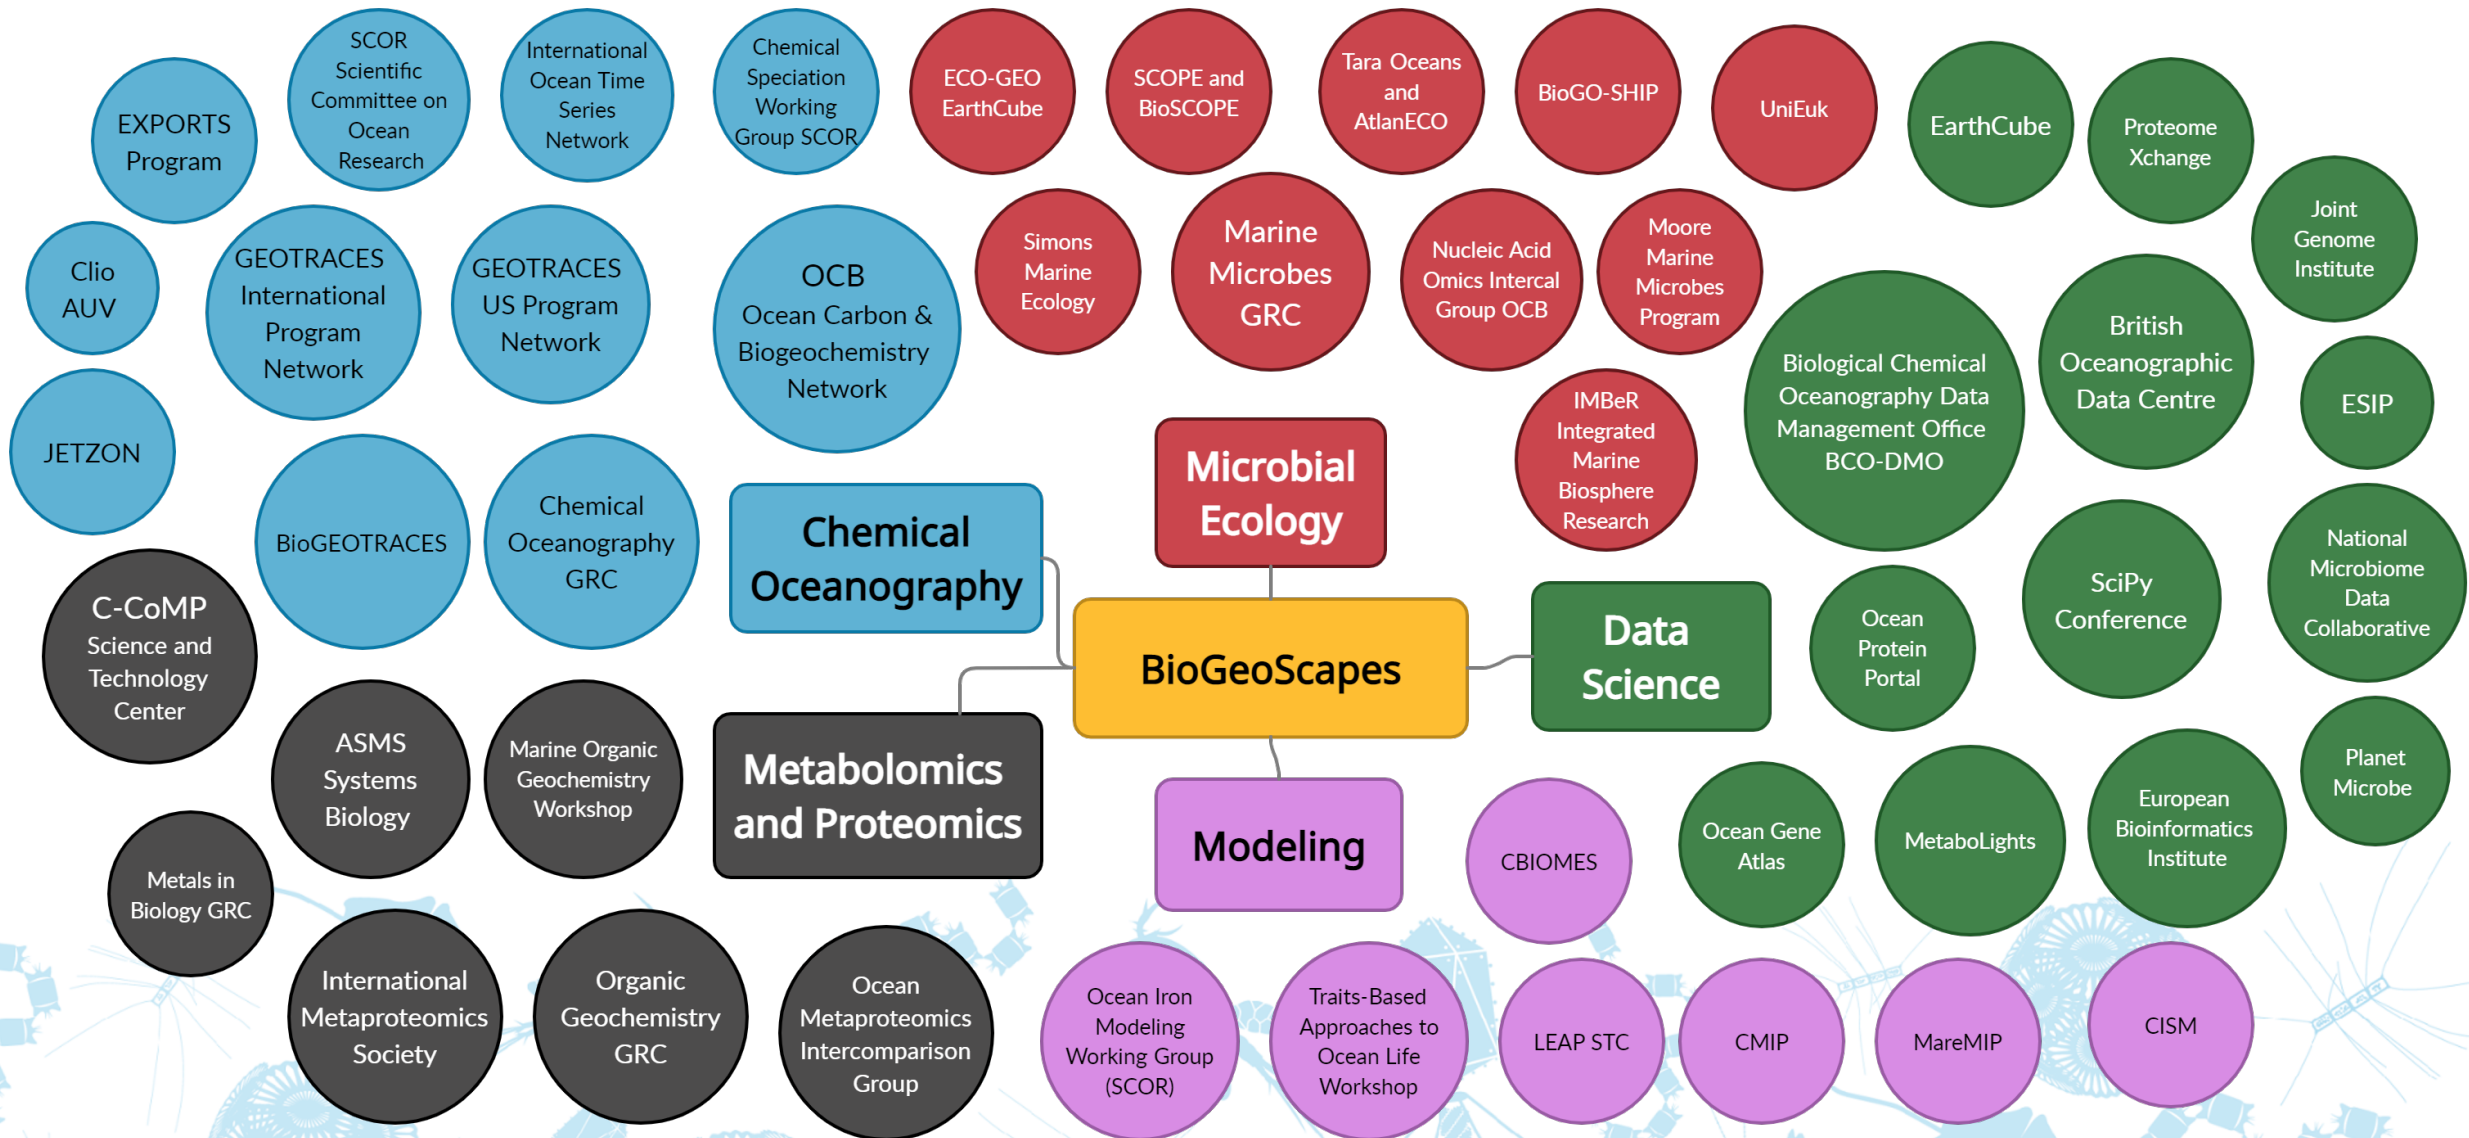 EXPORTS
Program
SCOR
Scientific
Committee on
Ocean
Research
International
Ocean Time
Series
Network
Chemical
Speciation
Working
Group SCOR
Clio
AUV
GEOTRACES
International
Program
Network
GEOTRACES
US Program
Network
OCB
Ocean Carbon &
Biogeochemistry
Network
JETZON
BioGEOTRACES
Chemical
Oceanography
GRC
Chemical
Oceanography
ECO-GEO
EarthCube
SCOPE and
BioSCOPE
Tara Oceans
and
AtlanECO
BioGO-SHIP
UniEuk
Simons
Marine
Ecology
Marine
Microbes
GRC
Nucleic Acid
Omics Intercal
Group OCB
Moore
Marine
Microbes
Program
IMBeR
Integrated
Marine
Biosphere
Research
Microbial
Ecology
EarthCube
Proteome
Xchange
Joint
Genome
Institute
Biological Chemical
Oceanography Data
Management Office
BCO-DMO
British
Oceanographic
Data Centre
ESIP
SciPy
Conference
National
Microbiome
Data
Collaborative
Ocean
Protein
Portal
Data
Science
Planet
Microbe
Ocean Gene
Atlas
MetaboLights
European
Bioinformatics
Institute
BioGeoScapes
C-CoMP
Science and
Technology
Center
ASMS
Systems
Biology
Marine Organic
Geochemistry
Workshop
Metabolomics
and Proteomics
Metals in
Biology GRC
International
Metaproteomics
Society
Organic
Geochemistry
GRC
Ocean
Metaproteomics
Intercomparison
Group
Modeling
CBIOMES
Ocean Iron
Modeling
Working Group
(SCOR)
Traits-Based
Approaches to
Ocean Life
Workshop
LEAP STC
CMIP
MareMIP
CISM